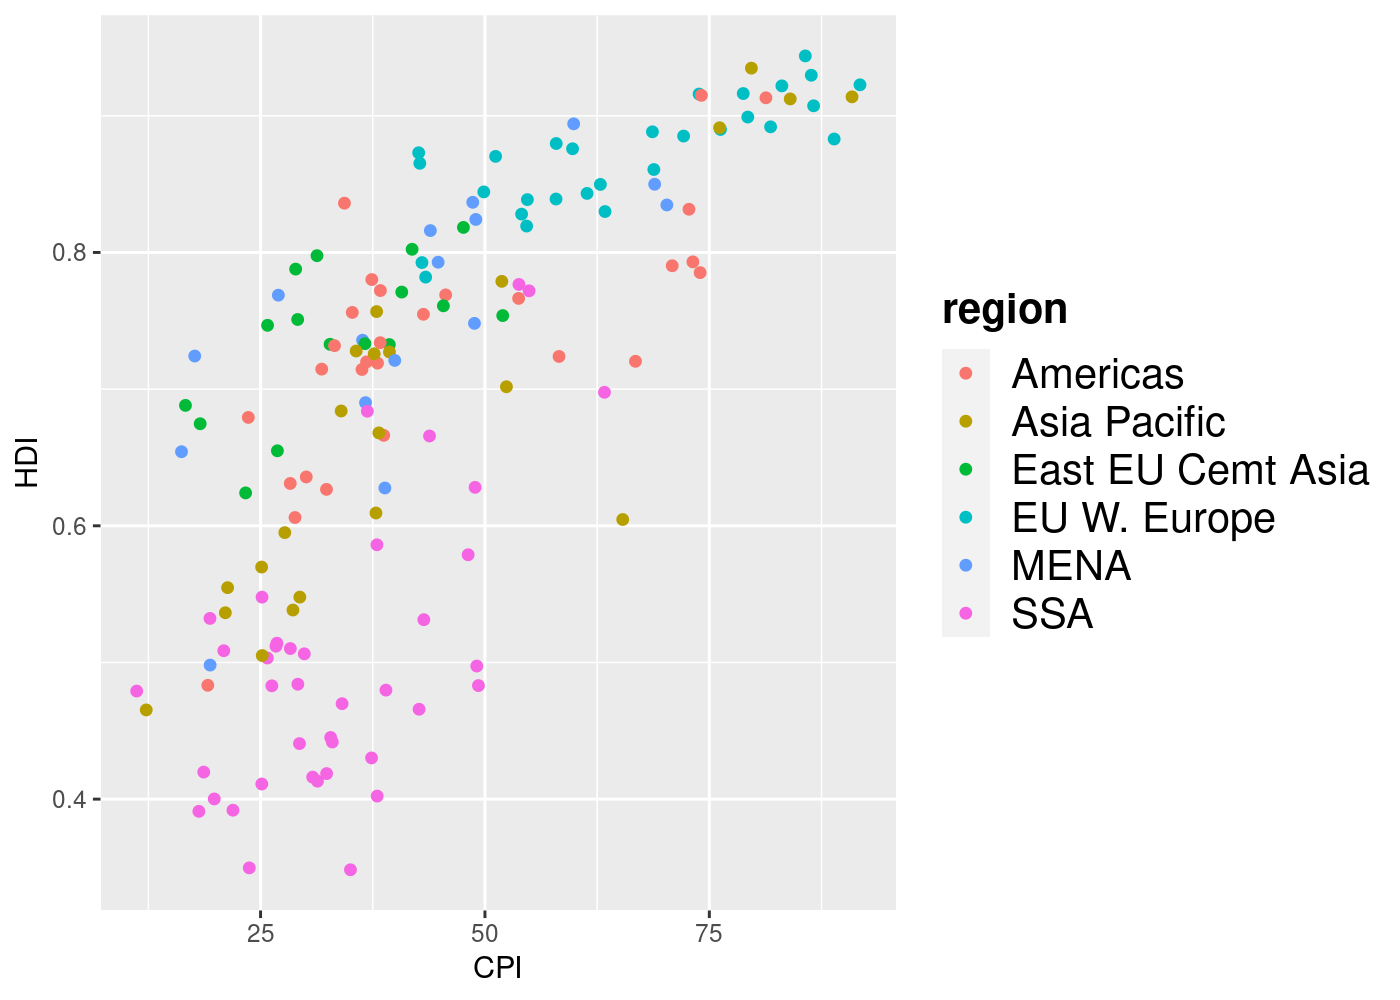 0.8
0.6
0.4
HDI
25 50 75
CPI
region
Americas
Asia Pacific
East EU Cemt Asia
EU W. Europe
MENA
SSA